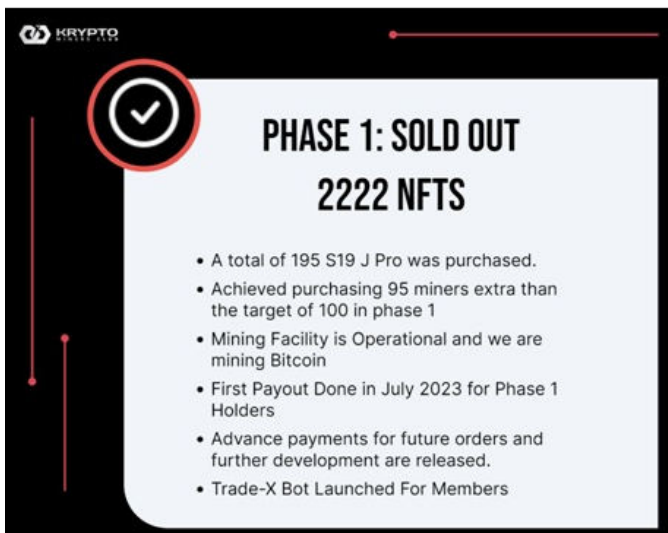 KRYPTO
MINERS CLUB
PHASE 1: SOLD OUT
2222 NFTS
• A total of 195 S19 J Pro was purchased.
• Achieved purchasing 95 miners extra than
the target of 100 in phase 1
• Mining Facility is Operational and we are
mining Bitcoin
• First Payout Done in July 2023 for Phase 1
Holders
• Advance payments for future orders and
further development are released.
• Trade-X Bot Launched For Members